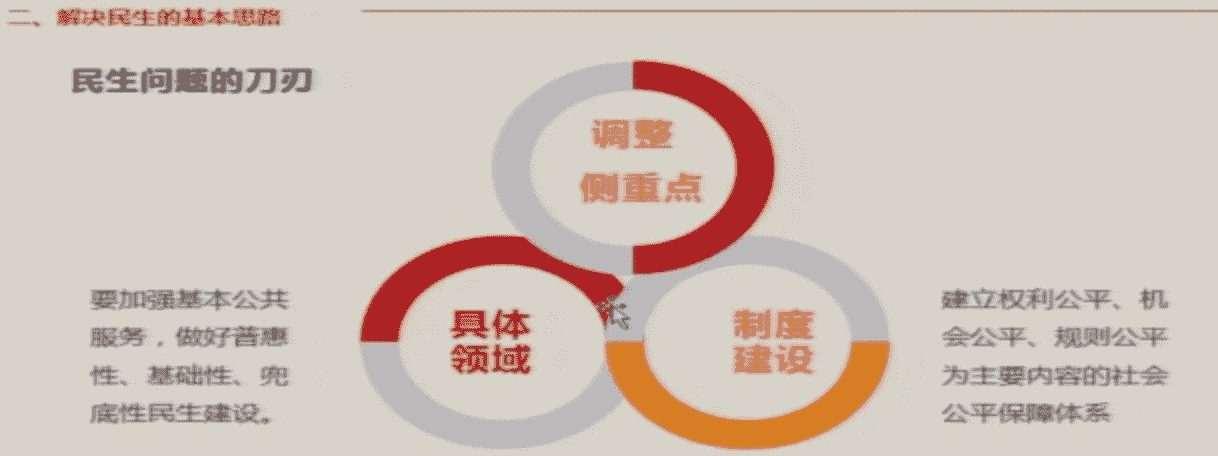 二、解决民生的基本思路
民生问题的刀刃
调整
侧重点
具体
领域
制度
建设
要加强基本公共
服务，做好普惠
性、基础性、兜
底性民生建设。
建立权利公平、机
会公平、规则公平
为主要内容的社会
公平保障体系